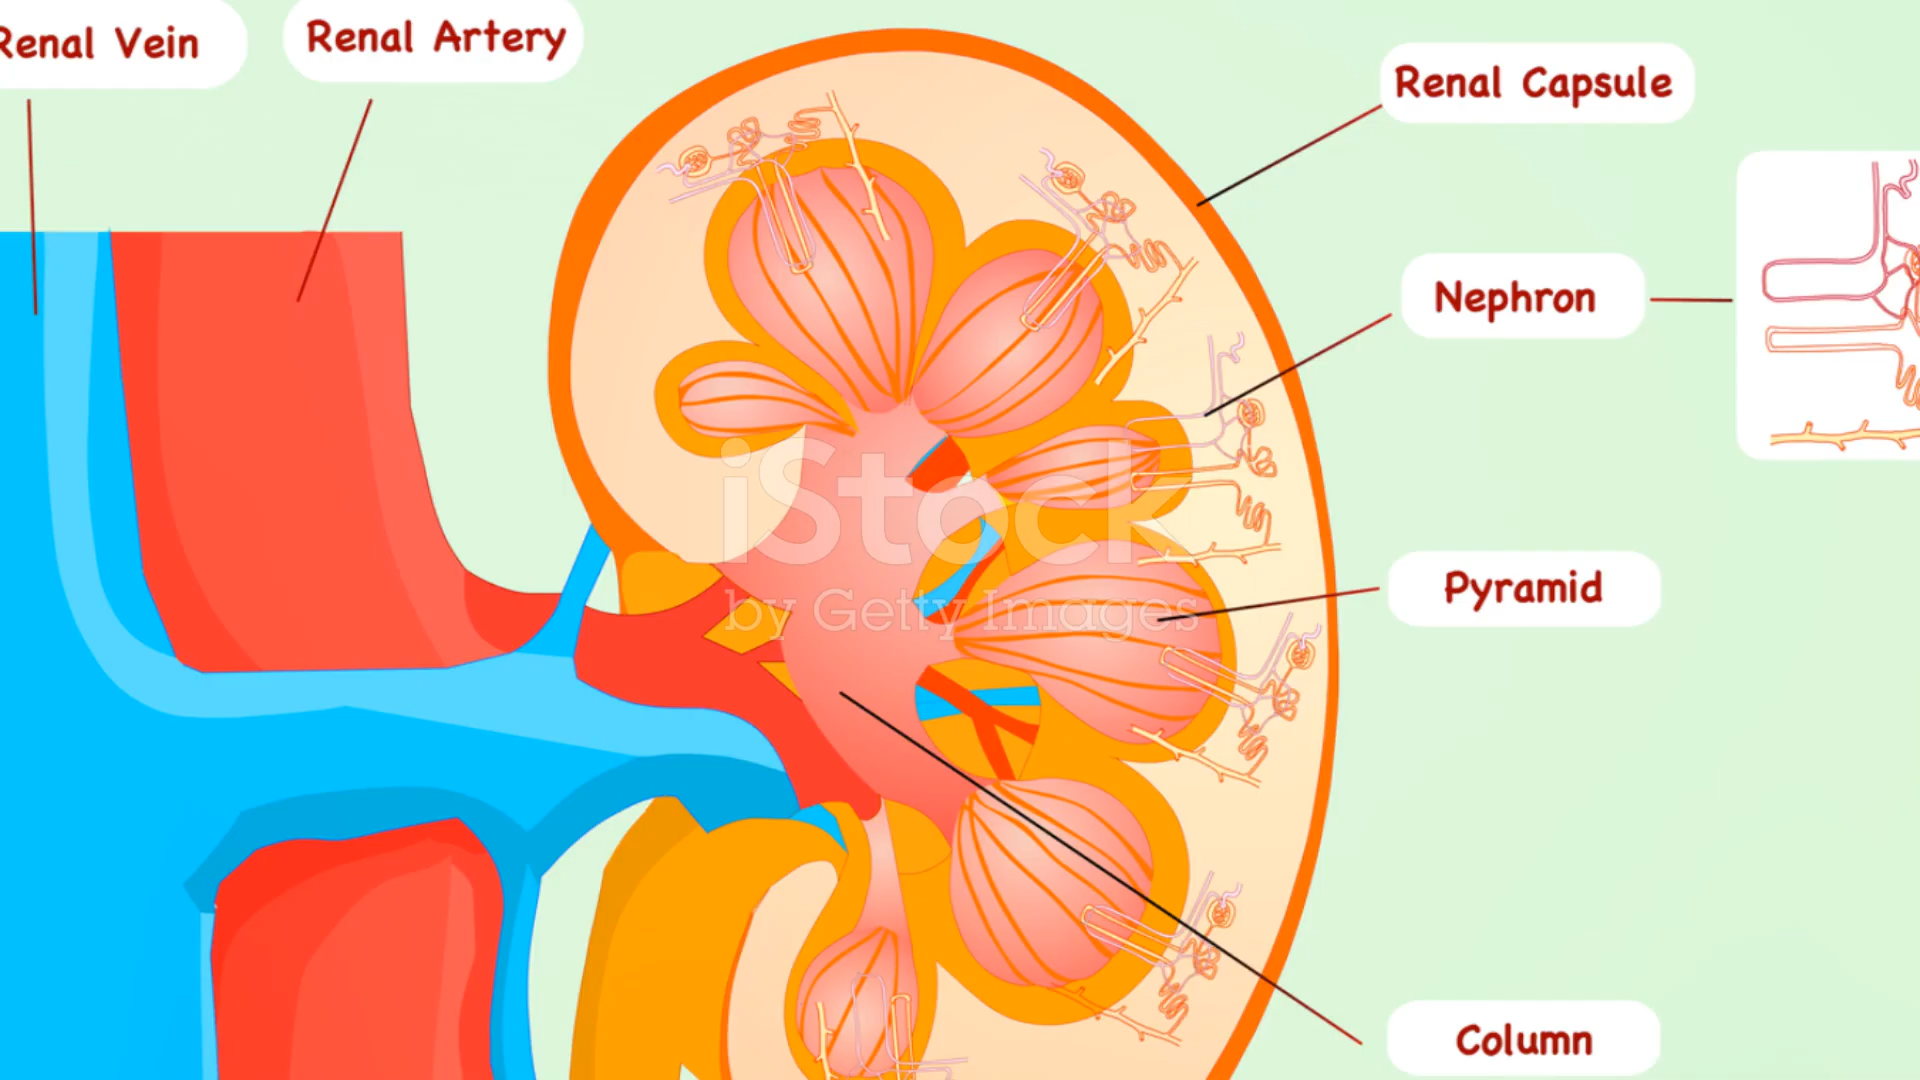 Renal Vein
Renal Artery
Renal Capsule
Nephron
iStock
by Getty Images
Pyramid
Column